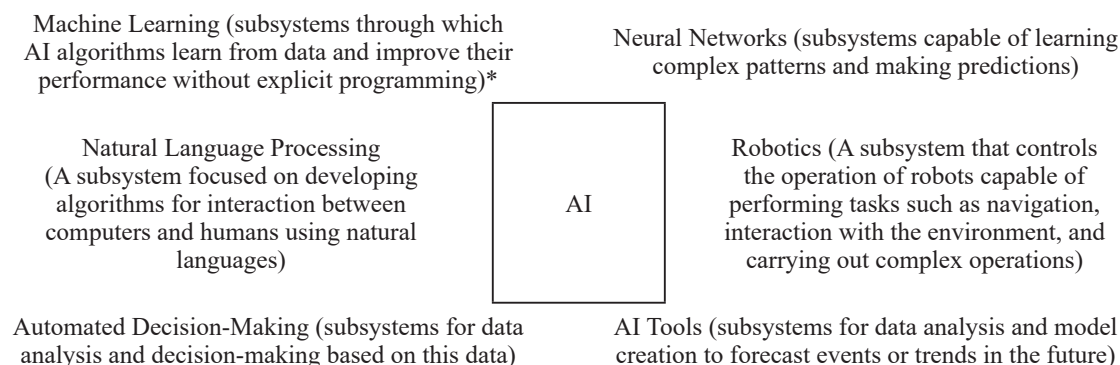 Machine Learning (subsystems through which
AI algorithms learn from data and improve their
performance without explicit programming)*
Neural Networks (subsystems capable of learning
complex patterns and making predictions)
Natural Language Processing
(A subsystem focused on developing
algorithms for interaction between
computers and humans using natural
languages)
AI
Robotics (A subsystem that controls
the operation of robots capable of
performing tasks such as navigation,
interaction with the environment, and
carrying out complex operations)
Automated Decision-Making (subsystems for data
analysis and decision-making based on this data)
AI Tools (subsystems for data analysis and model
creation to forecast events or trends in the future)